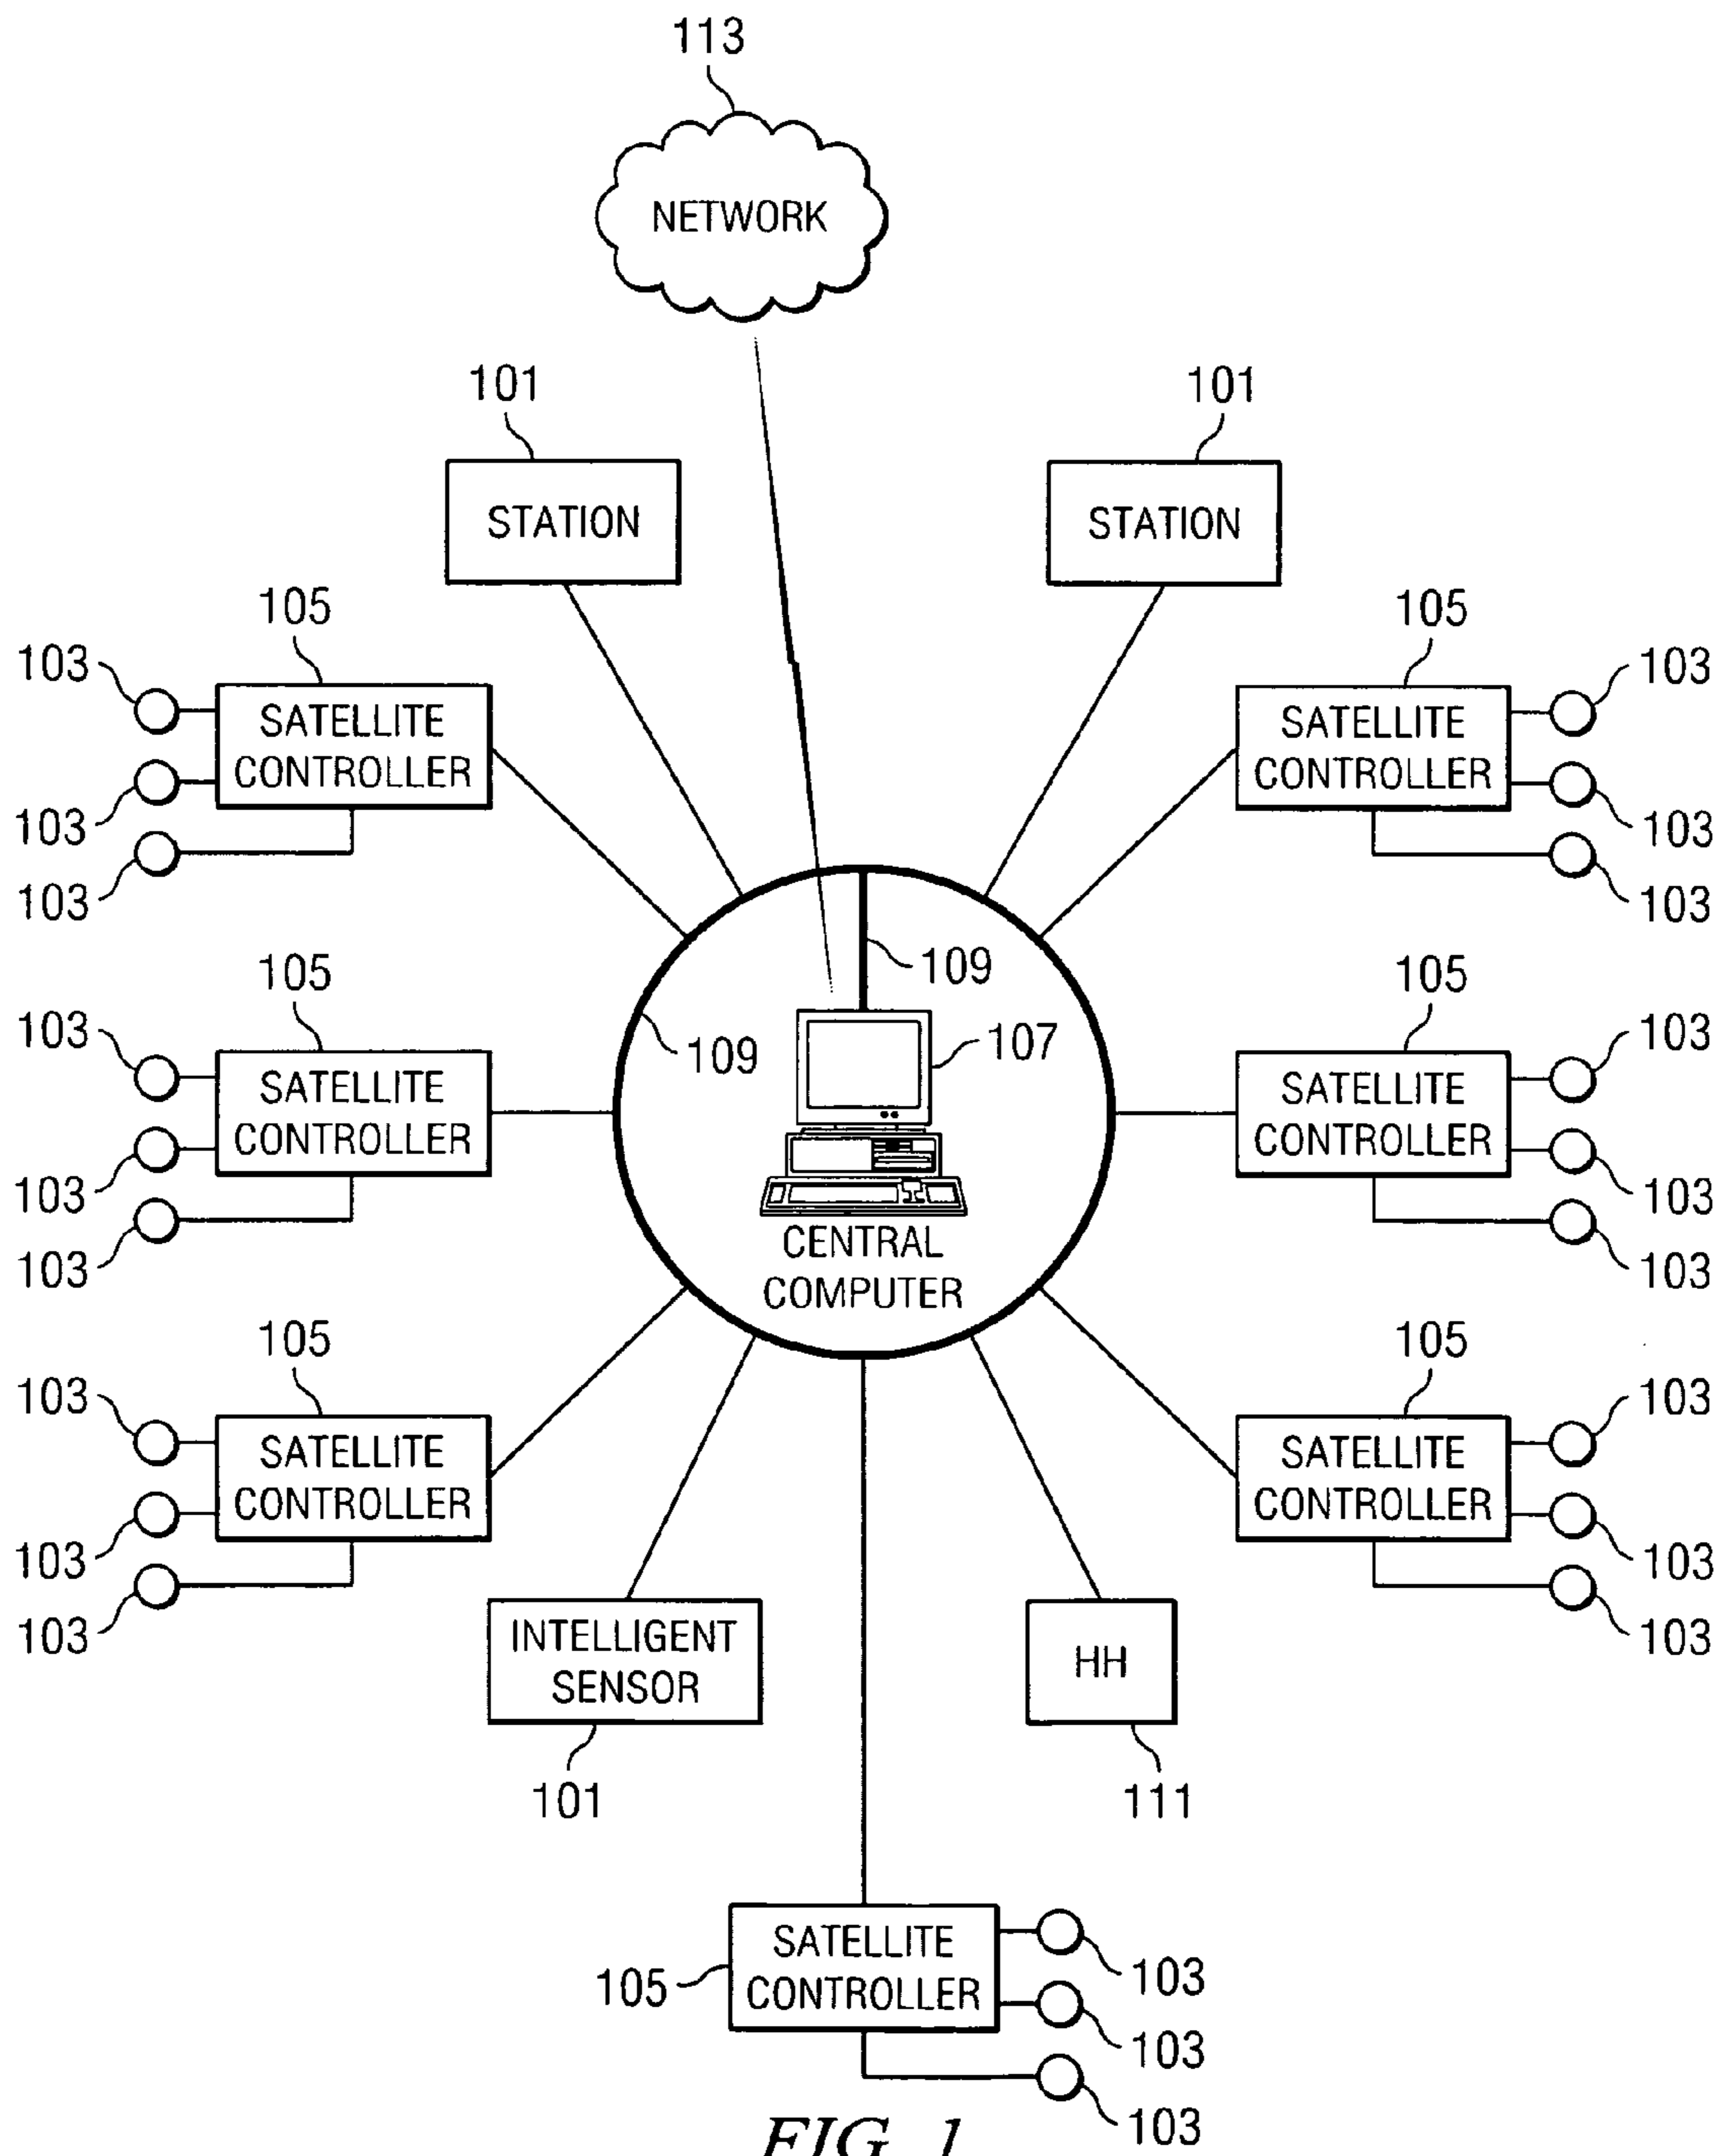 113
NETWORK
101
101
STATION
STATION
105
105
103
103
SATELLITE
CONTROLLER
SATELLITE
CONTROLLER
103
103
103
103
109
105
105
103
103
109
107
SATELLITE
CONTROLLER
SATELLITE
CONTROLLER
103
103
103
103
CENTRAL
COMPUTER
105
105
103
103
SATELLITE
CONTROLLER
SATELLITE
CONTROLLER
103
103
103
103
INTELLIGENT
SENSOR
HH
101
111
SATELLITE
CONTROLLER
105
103
103
103
FIG. 1